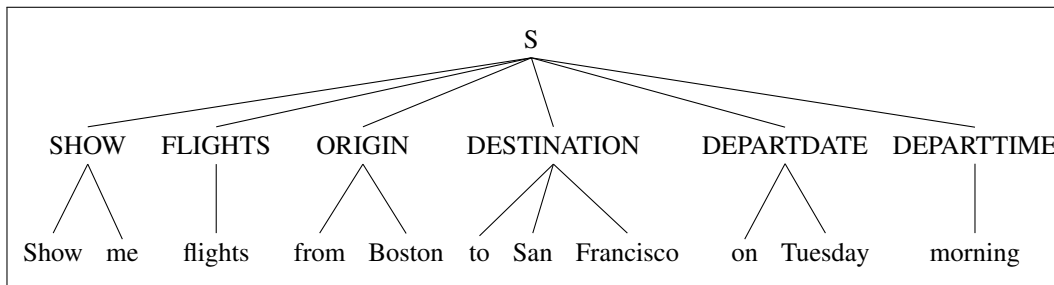 S
SHOW FLIGHTS ORIGIN DESTINATION DEPARTDATE DEPARTTIME
Show me flights from Boston to San Francisco on Tuesday morning